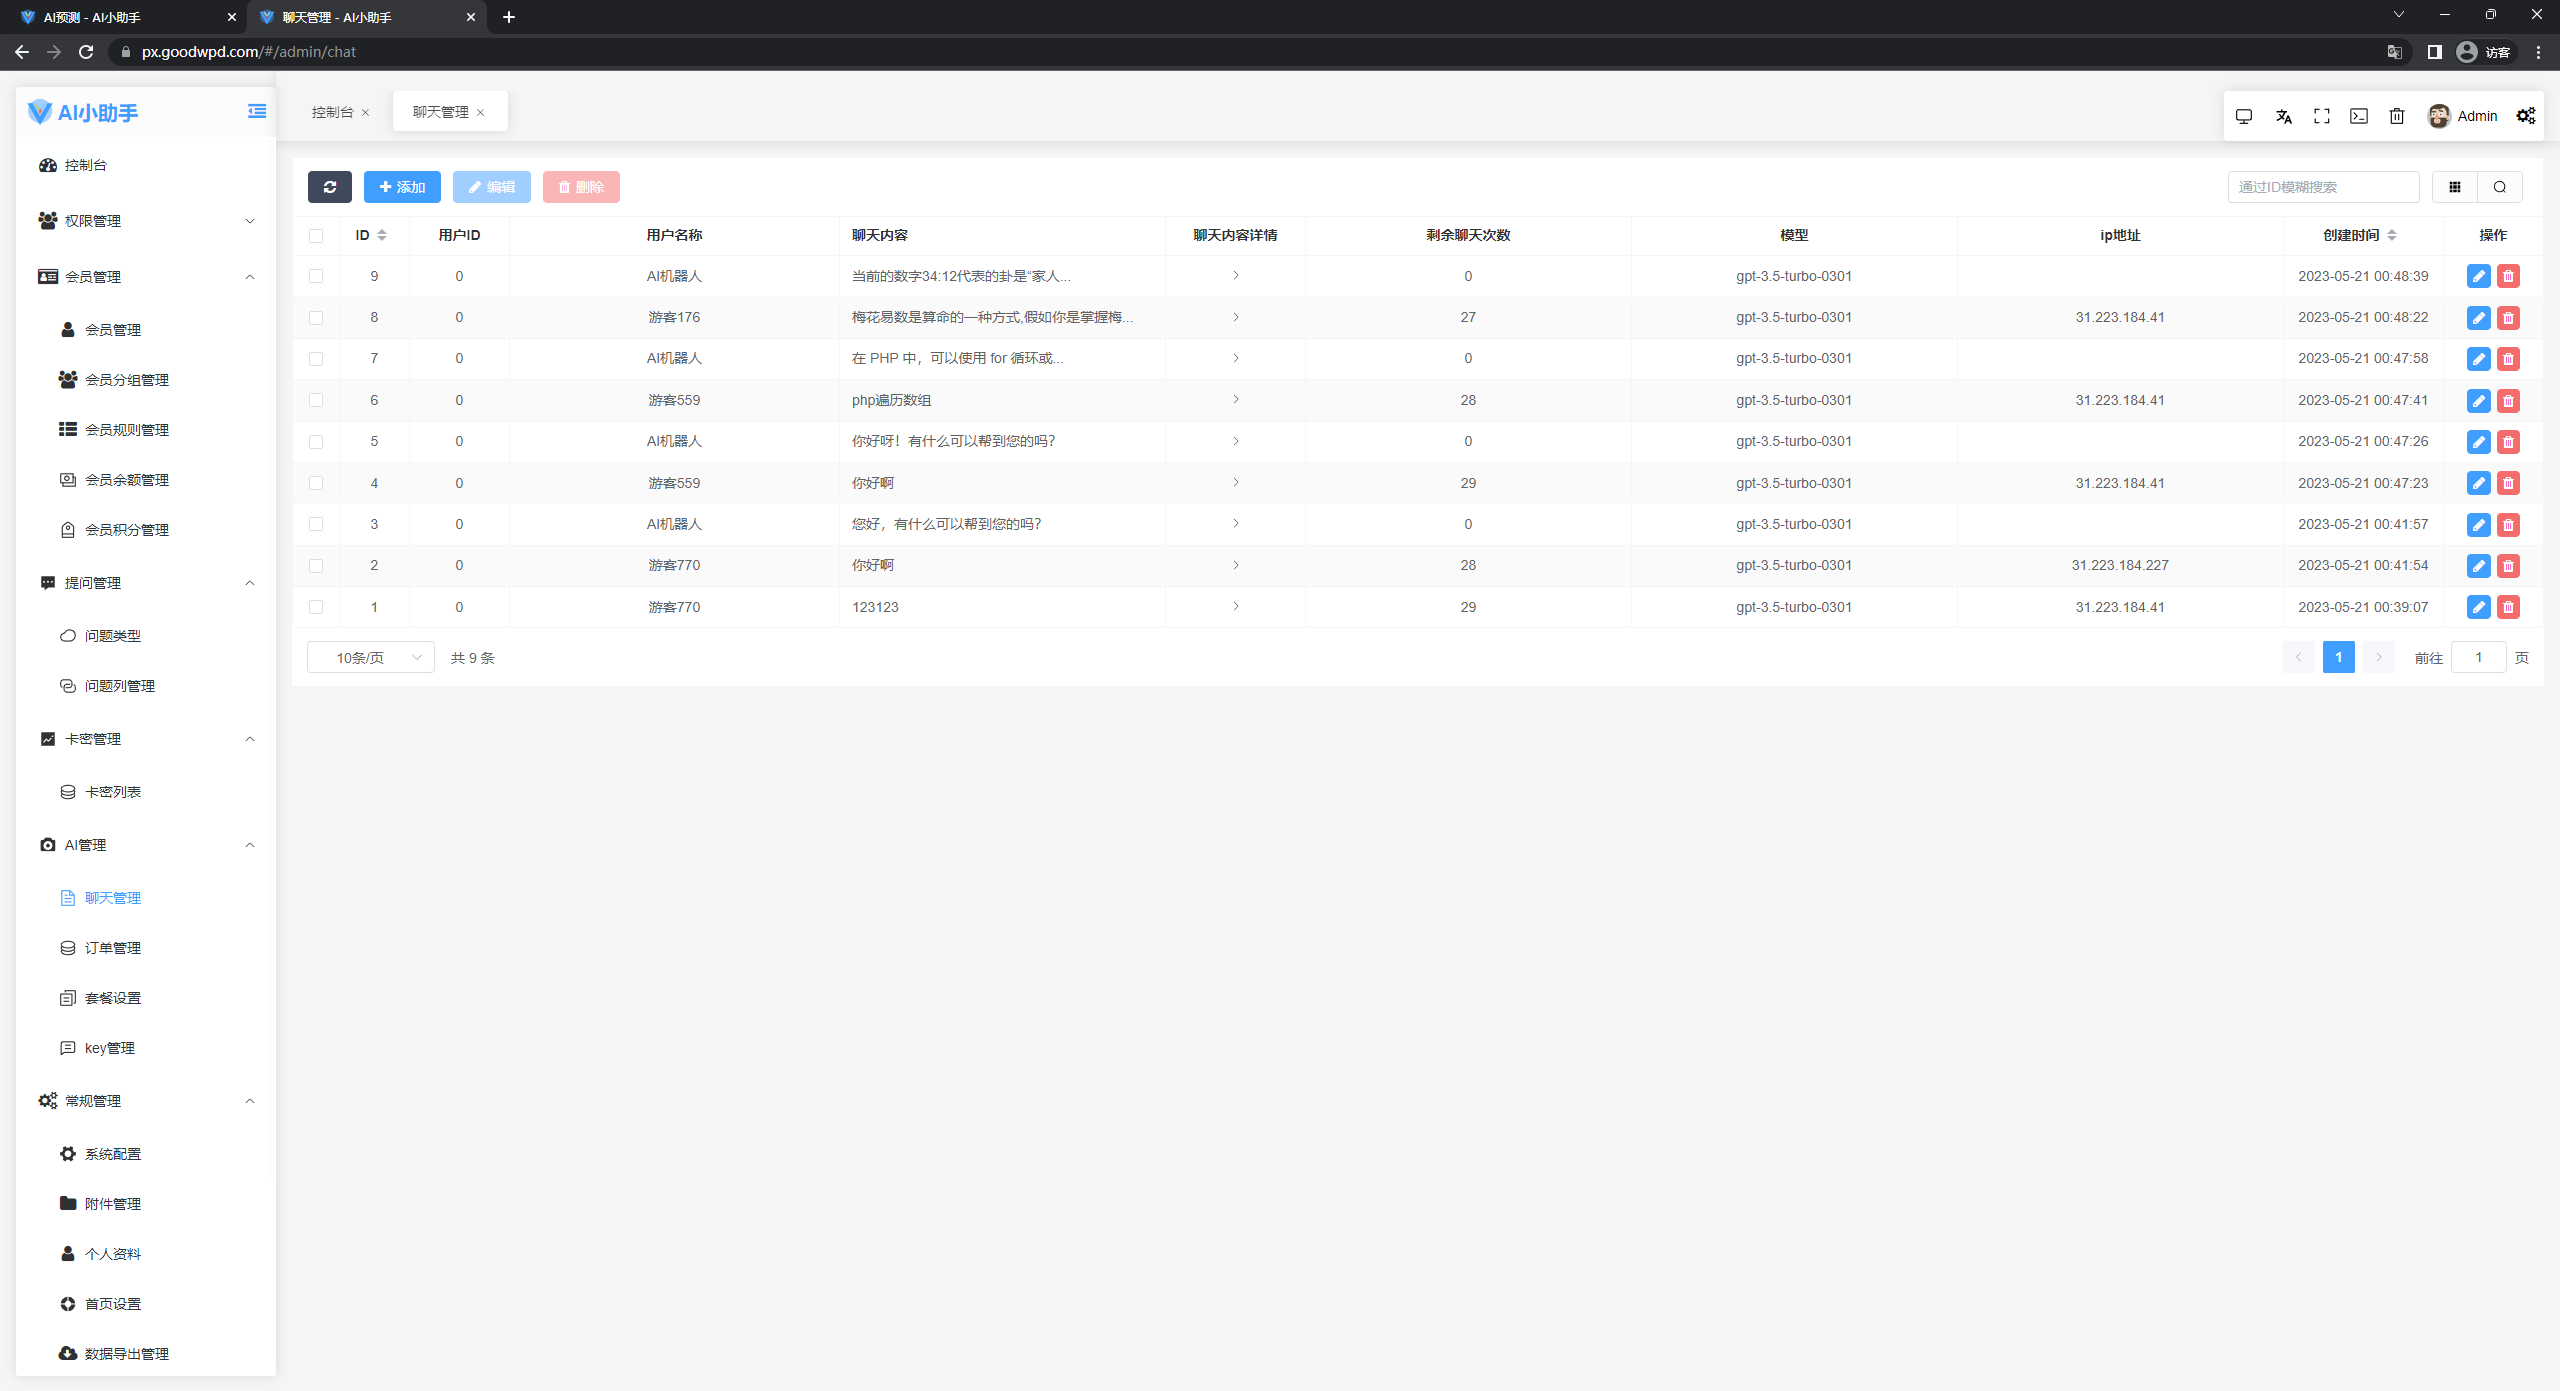 AI预测 - AI小助手
聊天管理 - AI小助手
px.goodwpd.com/#/admin/chat
访客
AI小助手
控制台
聊天管理
Admin
控制台
权限管理
会员管理
会员管理
会员分组管理
会员规则管理
会员余额管理
会员积分管理
提问管理
问题类型
问题列管理
卡密管理
卡密列表
AI管理
聊天管理
订单管理
套餐设置
key管理
常规管理
系统配置
附件管理
个人资料
首页设置
数据导出管理
添加 编辑 删除 通过ID模糊搜索
ID 用户ID 用户名称 聊天内容 聊天内容详情 剩余聊天次数 模型 ip地址 创建时间 操作
9 0 AI机器人 当前的数字34:12代表的卦是“家人... 0 gpt-3.5-turbo-0301 2023-05-21 00:48:39
8 0 游客176 梅花易数是算命的一种方式,假如你是掌握梅... 27 gpt-3.5-turbo-0301 31.223.184.41 2023-05-21 00:48:22
7 0 AI机器人 在 PHP 中，可以使用 for 循环或... 0 gpt-3.5-turbo-0301 2023-05-21 00:47:58
6 0 游客559 php遍历数组 28 gpt-3.5-turbo-0301 31.223.184.41 2023-05-21 00:47:41
5 0 AI机器人 你好呀！有什么可以帮到您的吗？ 0 gpt-3.5-turbo-0301 2023-05-21 00:47:26
4 0 游客559 你好啊 29 gpt-3.5-turbo-0301 31.223.184.41 2023-05-21 00:47:23
3 0 AI机器人 您好，有什么可以帮到您的吗？ 0 gpt-3.5-turbo-0301 2023-05-21 00:41:57
2 0 游客770 你好啊 28 gpt-3.5-turbo-0301 31.223.184.227 2023-05-21 00:41:54
1 0 游客770 123123 29 gpt-3.5-turbo-0301 31.223.184.41 2023-05-21 00:39:07
10条/页 共 9 条 1 前往 1 页